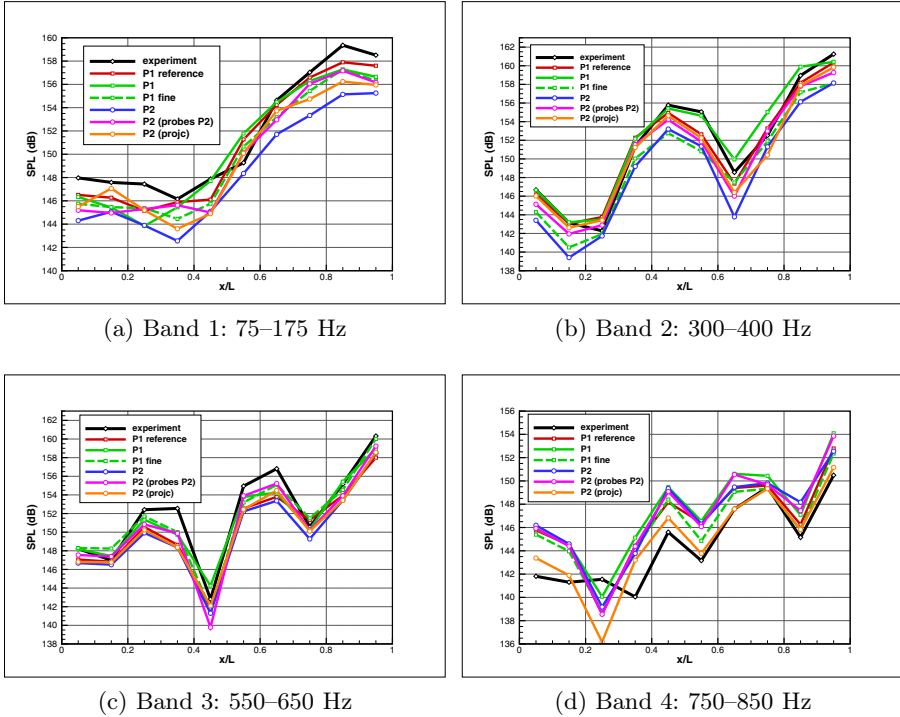 160
158
156
154
152
150
148
146
144
142
140
SPL (dB)
experiment
P1 reference
P1
P1 fine
P2
P2 (probes P2)
P2 (projc)
0
0.2
0.4
0.6
0.8
1
x/L
(a) Band 1: 75–175 Hz
162
160
158
156
154
152
150
148
146
144
142
140
138
SPL (dB)
experiment
P1 reference
P1
P1 fine
P2
P2 (probes P2)
P2 (projc)
0
0.2
0.4
0.6
0.8
1
x/L
(b) Band 2: 300–400 Hz
162
160
158
156
154
152
150
148
146
144
142
140
138
SPL (dB)
experiment
P1 reference
P1
P1 fine
P2
P2 (probes P2)
P2 (projc)
0
0.2
0.4
0.6
0.8
1
x/L
(c) Band 3: 550–650 Hz
156
154
152
150
148
146
144
142
140
138
136
SPL (dB)
experiment
P1 reference
P1
P1 fine
P2
P2 (probes P2)
P2 (projc)
0
0.2
0.4
0.6
0.8
1
x/L
(d) Band 4: 750–850 Hz